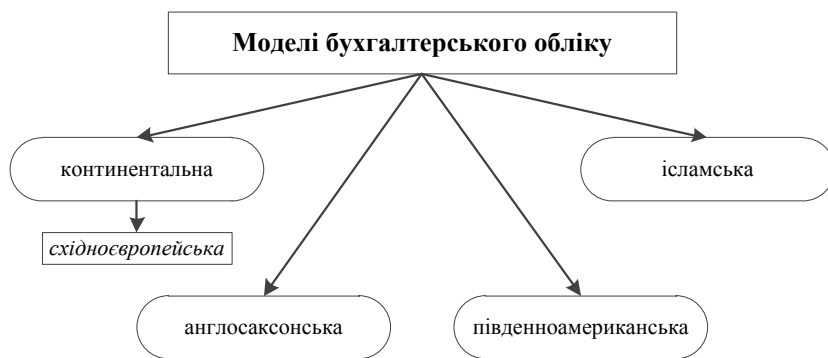 Моделі бухгалтерського обліку
континентальна
ісламська
східноєвропейська
англосаксонська
південноамериканська